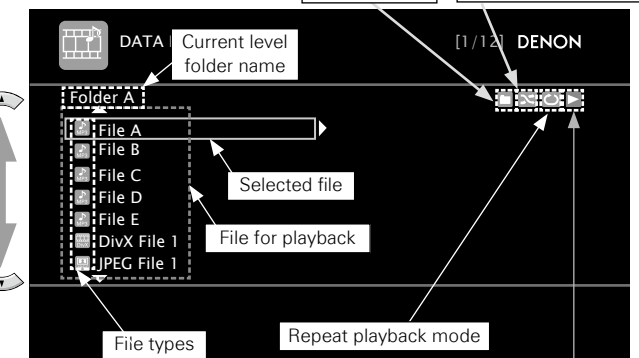 DATA
Current level
folder name
[1/12]
DENON
Folder A
File A
File B
File C
File D
File E
DivX File 1
JPEG File 1
Selected file
File for playback
File types
Repeat playback mode